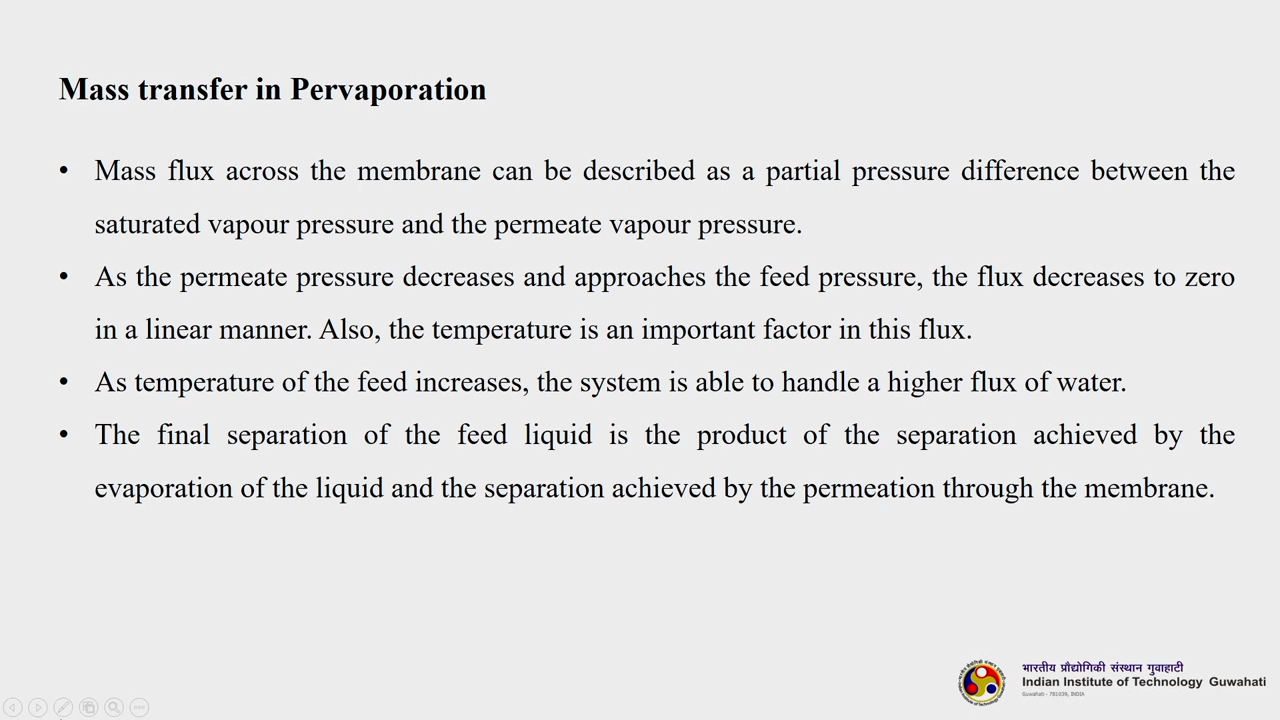 Mass transfer in Pervaporation
• Mass flux across the membrane can be described as a partial pressure difference between the
saturated vapour pressure and the permeate vapour pressure.
• As the permeate pressure decreases and approaches the feed pressure, the flux decreases to zero
in a linear manner. Also, the temperature is an important factor in this flux.
• As temperature of the feed increases, the system is able to handle a higher flux of water.
• The final separation of the feed liquid is the product of the separation achieved by the
evaporation of the liquid and the separation achieved by the permeation through the membrane.
भारतीय प्रौद्योगिकी संस्थान गुवाहाटी
Indian Institute of Technology Guwahati
Guwahati - 781039, INDIA